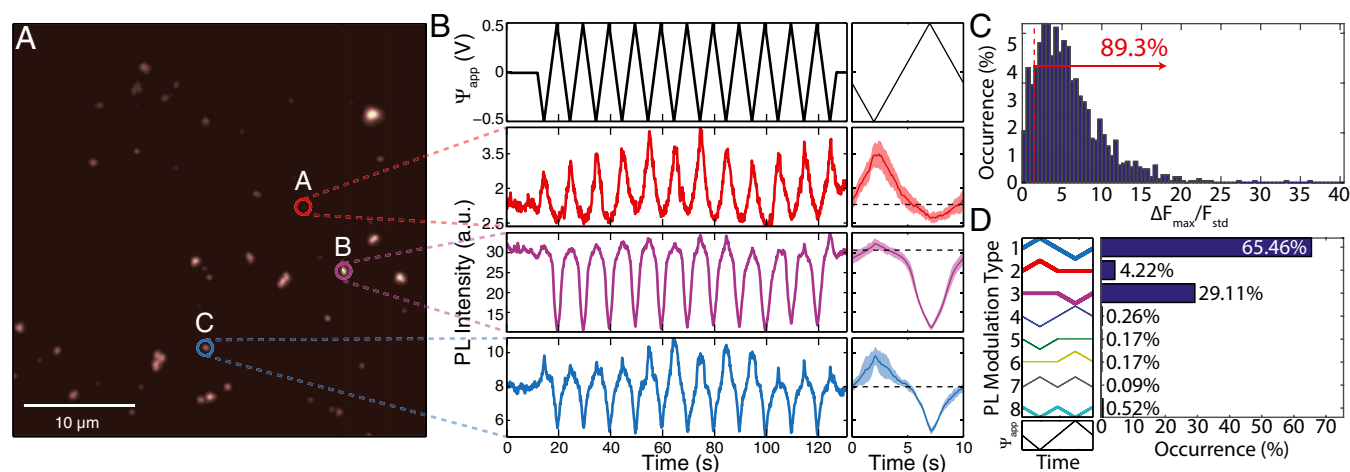 A
A
B
C
10 µm
B
Ψapp (V)
0.5
0
−0.5
PL Intensity (a.u.)
3.5
2
2.5
30
25
20
15
10
10
8
6
0 20 40 60 80 100 120
Time (s)
0 5 10
Time (s)
C
89.3%
Occurrence (%)
5
4
3
2
1
0
0 5 10 15 20 25 30 35 40
ΔFmax/Fstd
D
PL Modulation Type
1 65.46%
2 4.22%
3 29.11%
4 0.26%
5 0.17%
6 0.17%
7 0.09%
8 0.52%
Ψapp
Time
0 10 20 30 40 50 60 70
Occurrence (%)